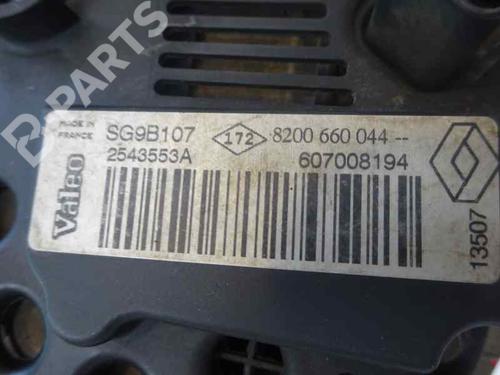 B-PARTS
MADE IN
FRANCE
SG9B107
172
8200 660 044 --
2543553A
607008194
Valeo
13507